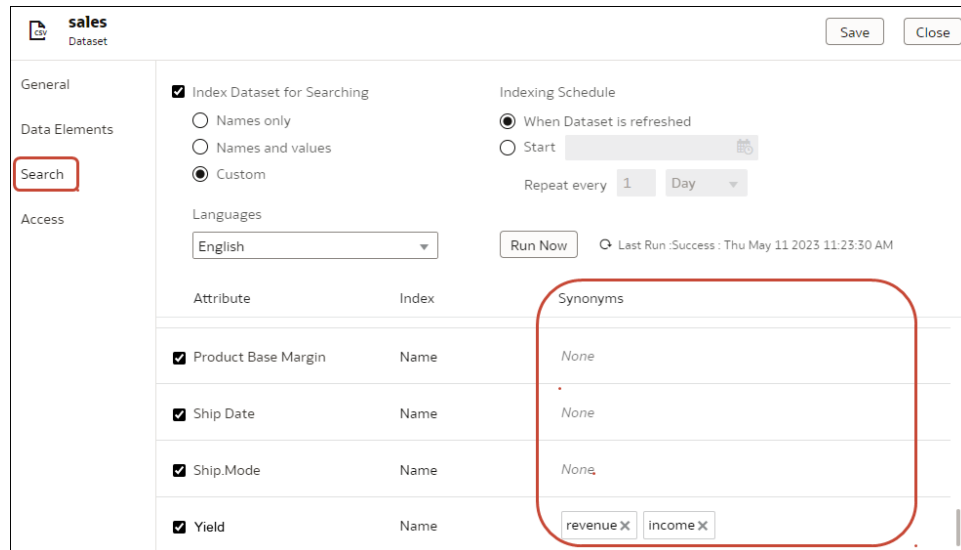 CSV
sales
Dataset
Save
Close
General
Data Elements
Search
Access
Index Dataset for Searching
Names only
Names and values
Custom
Indexing Schedule
When Dataset is refreshed
Start
Repeat every 1 Day
Languages
English
Run Now
Last Run :Success : Thu May 11 2023 11:23:30 AM
Attribute Index Synonyms
Product Base Margin Name None
Ship Date Name None
Ship.Mode Name None
Yield Name revenue income